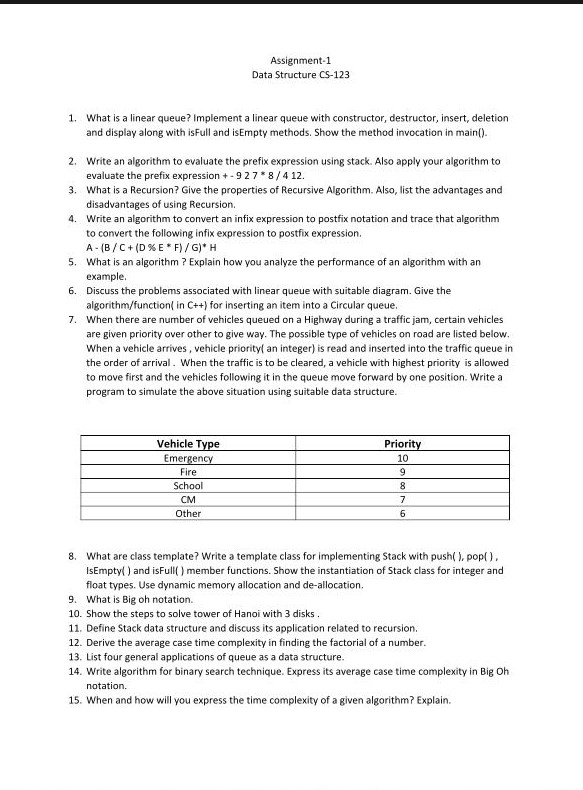 Assignment-1
Data Structure CS-123
1. What is a linear queue? Implement a linear queue with constructor, destructor, insert, deletion
and display along with isFull and isEmpty methods. Show the method invocation in main().
2. Write an algorithm to evaluate the prefix expression using stack. Also apply your algorithm to
evaluate the prefix expression + - 9 2 7 * 8 / 4 12.
3. What is a Recursion? Give the properties of Recursive Algorithm. Also, list the advantages and
disadvantages of using Recursion.
4. Write an algorithm to convert an infix expression to postfix notation and trace that algorithm
to convert the following infix expression to postfix expression.
A - (B / C + (D % E * F) / G)* H
5. What is an algorithm ? Explain how you analyze the performance of an algorithm with an
example.
6. Discuss the problems associated with linear queue with suitable diagram. Give the
algorithm/function( in C++) for inserting an item into a Circular queue.
7. When there are number of vehicles queued on a Highway during a traffic jam, certain vehicles
are given priority over other to give way. The possible type of vehicles on road are listed below.
When a vehicle arrives , vehicle priority( an integer) is read and inserted into the traffic queue in
the order of arrival . When the traffic is to be cleared, a vehicle with highest priority is allowed
to move first and the vehicles following it in the queue move forward by one position. Write a
program to simulate the above situation using suitable data structure.
Vehicle Type Priority
Emergency 10
Fire 9
School 8
CM 7
Other 6
8. What are class template? Write a template class for implementing Stack with push( ), pop( ) ,
IsEmpty( ) and isFull( ) member functions. Show the instantiation of Stack class for integer and
float types. Use dynamic memory allocation and de-allocation.
9. What is Big oh notation.
10. Show the steps to solve tower of Hanoi with 3 disks .
11. Define Stack data structure and discuss its application related to recursion.
12. Derive the average case time complexity in finding the factorial of a number.
13. List four general applications of queue as a data structure.
14. Write algorithm for binary search technique. Express its average case time complexity in Big Oh
notation.
15. When and how will you express the time complexity of a given algorithm? Explain.